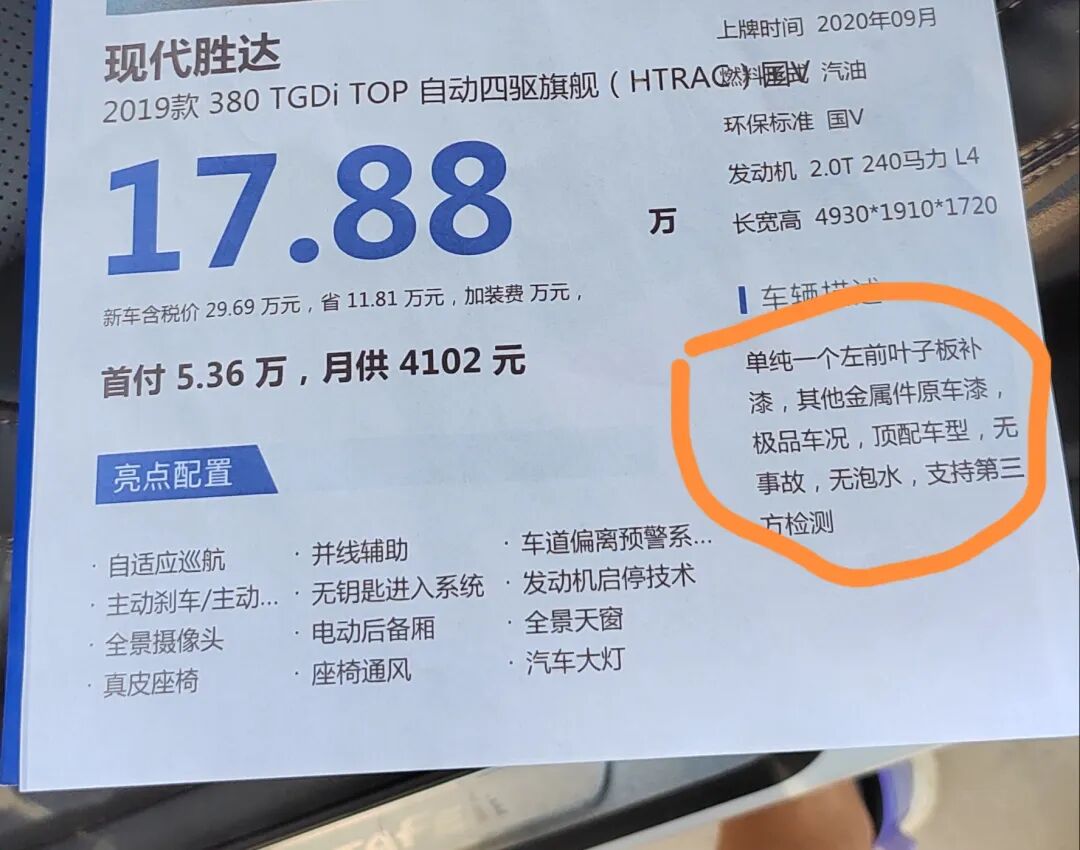 现代胜达
2019款 380 TGDi TOP 自动四驱旗舰（HTRAC）国V
17.88
万
新车含税价 29.69 万元，省 11.81 万元，加装费 万元，
首付 5.36 万，月供 4102 元
亮点配置
· 自适应巡航
· 主动刹车/主动...
· 全景摄像头
· 真皮座椅
· 并线辅助
· 无钥匙进入系统
· 电动后备厢
· 座椅通风
· 车道偏离预警系...
· 发动机启停技术
· 全景天窗
· 汽车大灯
上牌时间 2020年09月
燃料形式 汽油
环保标准 国V
发动机 2.0T 240马力 L4
长宽高 4930*1910*1720
车辆描述
单纯一个左前叶子板补
漆，其他金属件原车漆，
极品车况，顶配车型，无
事故，无泡水，支持第三
方检测